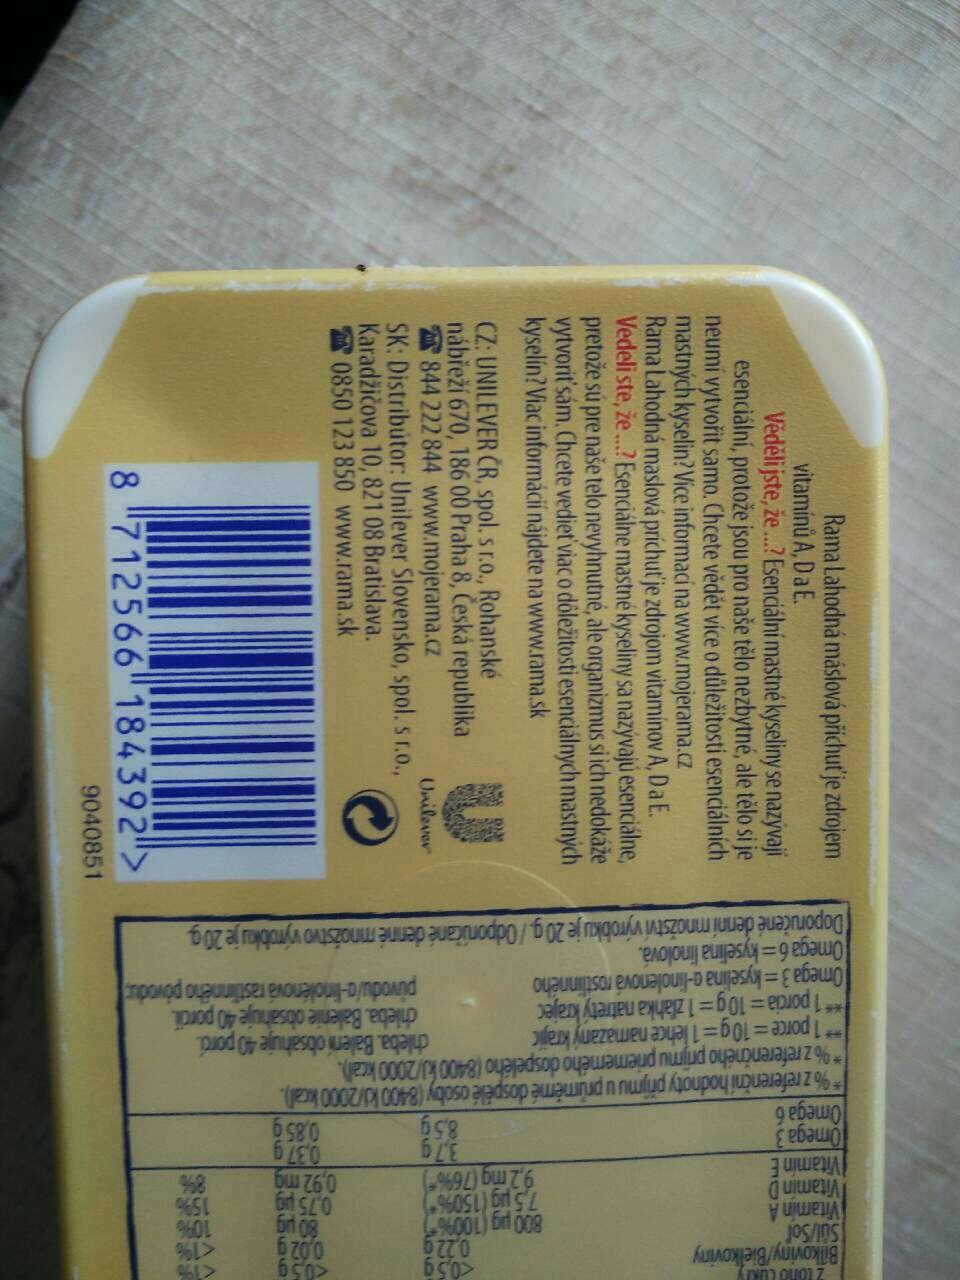 Rama Lahodná máslová příchuť je zdrojem
vitamínů A, D a E.
Věděli jste, že ...? Esenciální mastné kyseliny se nazývají
esenciální, protože jsou pro naše tělo nezbytné, ale tělo si je
neumí vytvořit samo. Chcete vědět více o důležitosti esenciálních
mastných kyselin? Více informací na www.mojerama.cz
Rama Lahodná maslová príchuť je zdrojom vitamínov A, D a E.
Vedeli ste, že ...? Esenciálne mastné kyseliny sa nazývajú esenciálne,
pretože sú pre naše telo nevyhnutné, ale organizmus si ich nedokáže
vytvoriť sám. Chcete vedieť viac o dôležitosti esenciálnych mastných
kyselín? Viac informácií nájdete na www.rama.sk
CZ: UNILEVER ČR, spol. s r.o., Rohanské
nábřeží 670, 186 00 Praha 8, Česká republika
☎ 844 222 844 www.mojerama.cz
SK: Distribútor: Unilever Slovensko, spol. s r.o.,
Karadžičova 10, 821 08 Bratislava.
☎ 0850 123 850 www.rama.sk
Unilever
8 712566 184392 >
9040851
z toho cukry <0,5 g <0,5 g <1%
Bílkoviny/Bielkoviny 0,22 g 0,02 g <1%
Sůl/Soľ
Vitamin A 800 µg (100%*) 80 µg 10%
Vitamin D 7,5 µg (150%*) 0,75 µg 15%
Vitamin E 9,2 mg (76%*) 0,92 mg 8%
Omega 3 3,7 g 0,37 g
Omega 6 8,5 g 0,85 g
* % z referenční hodnoty příjmu u průměrné dospělé osoby (8400 kJ/2000 kcal).
* % z referenčného príjmu priemerného dospelého (8400 kJ/2000 kcal).
** 1 porce = 10 g = 1 lehce namazaný krajíc chleba. Balení obsahuje 40 porcí.
** 1 porcia = 10 g = 1 zľahka natretý krajec chleba. Balenie obsahuje 40 porcií.
Omega 3 = kyselina α-linolenová rostlinného původu/α-linolénová rastlinného pôvodu;
Omega 6 = kyselina linolová.
Doporučené denní množství výrobku je 20 g. / Odporúčané denné množstvo výrobku je 20 g.